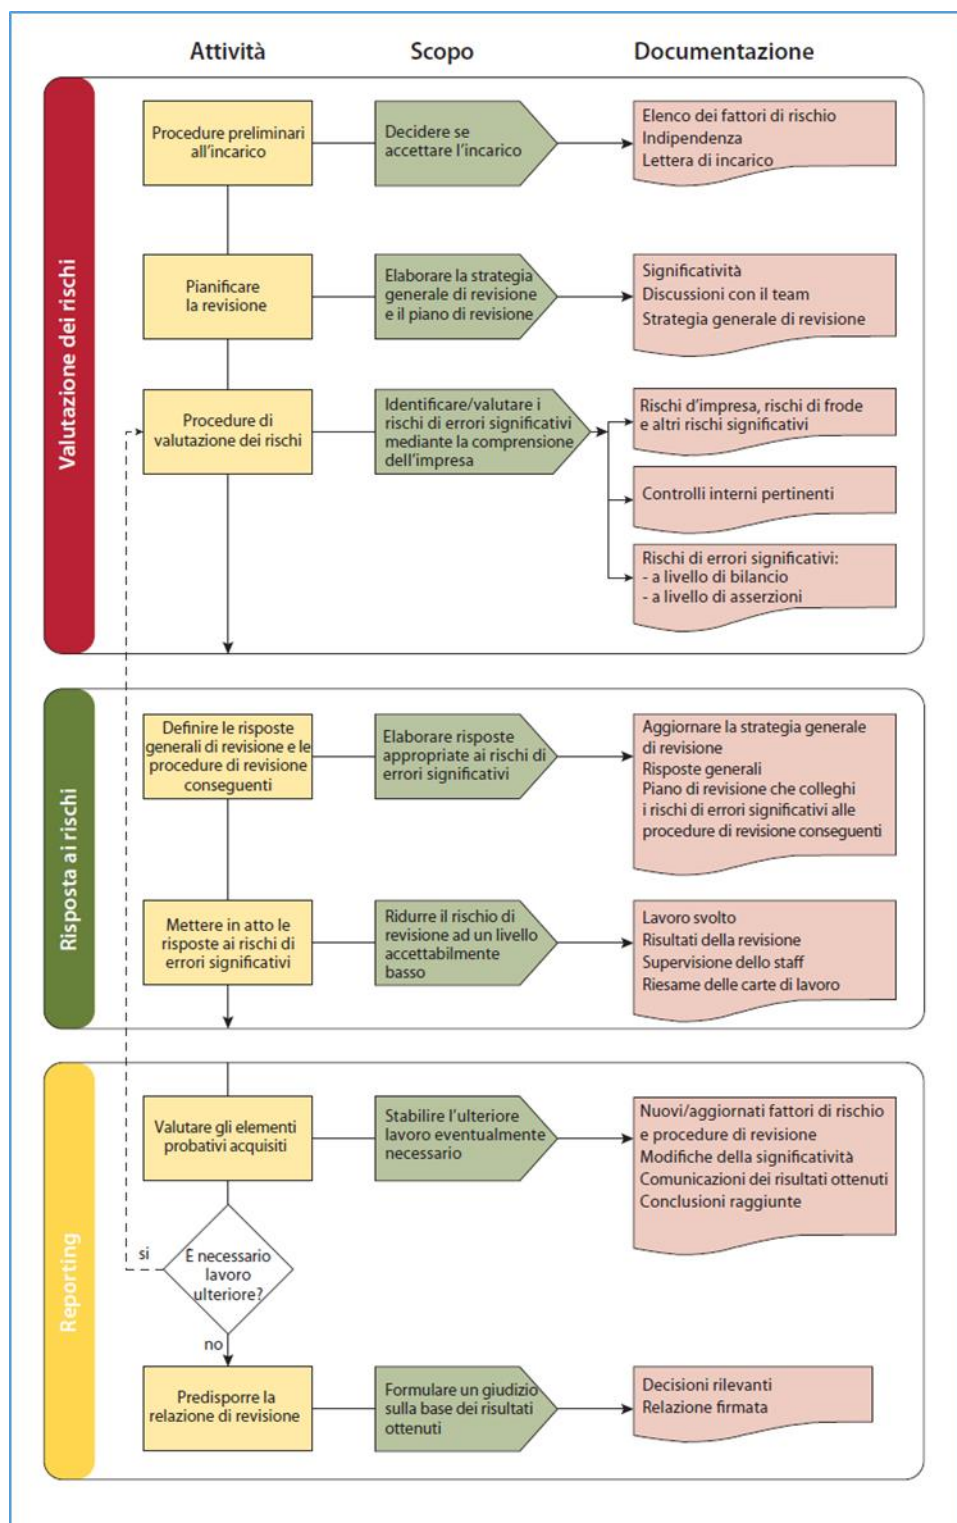 Attività
Scopo
Documentazione
Valutazione dei rischi
Procedure preliminari
all'incarico
Decidere se
accettare l'incarico
Elenco dei fattori di rischio
Indipendenza
Lettera di incarico
Pianificare
la revisione
Elaborare la strategia
generale di revisione
e il piano di revisione
Significatività
Discussioni con il team
Strategia generale di revisione
Procedure di
valutazione dei rischi
Identificare/valutare i
rischi di errori significativi
mediante la comprensione
dell'impresa
Rischi d'impresa, rischi di frode
e altri rischi significativi
Controlli interni pertinenti
Rischi di errori significativi:
- a livello di bilancio
- a livello di asserzioni
Risposta ai rischi
Definire le risposte
generali di revisione e le
procedure di revisione
conseguenti
Elaborare risposte
appropriate ai rischi di
errori significativi
Aggiornare la strategia generale
di revisione
Risposte generali
Piano di revisione che colleghi
i rischi di errori significativi alle
procedure di revisione conseguenti
Mettere in atto le
risposte ai rischi di
errori significativi
Ridurre il rischio di
revisione ad un livello
accettabilmente
basso
Lavoro svolto
Risultati della revisione
Supervisione dello staff
Riesame delle carte di lavoro
Reporting
Valutare gli elementi
probativi acquisiti
Stabilire l'ulteriore
lavoro eventualmente
necessario
Nuovi/aggiornati fattori di rischio
e procedure di revisione
Modifiche della significatività
Comunicazioni dei risultati ottenuti
Conclusioni raggiunte
si
È necessario
lavoro
ulteriore?
no
Predisporre la
relazione di revisione
Formulare un giudizio
sulla base dei risultati
ottenuti
Decisioni rilevanti
Relazione firmata